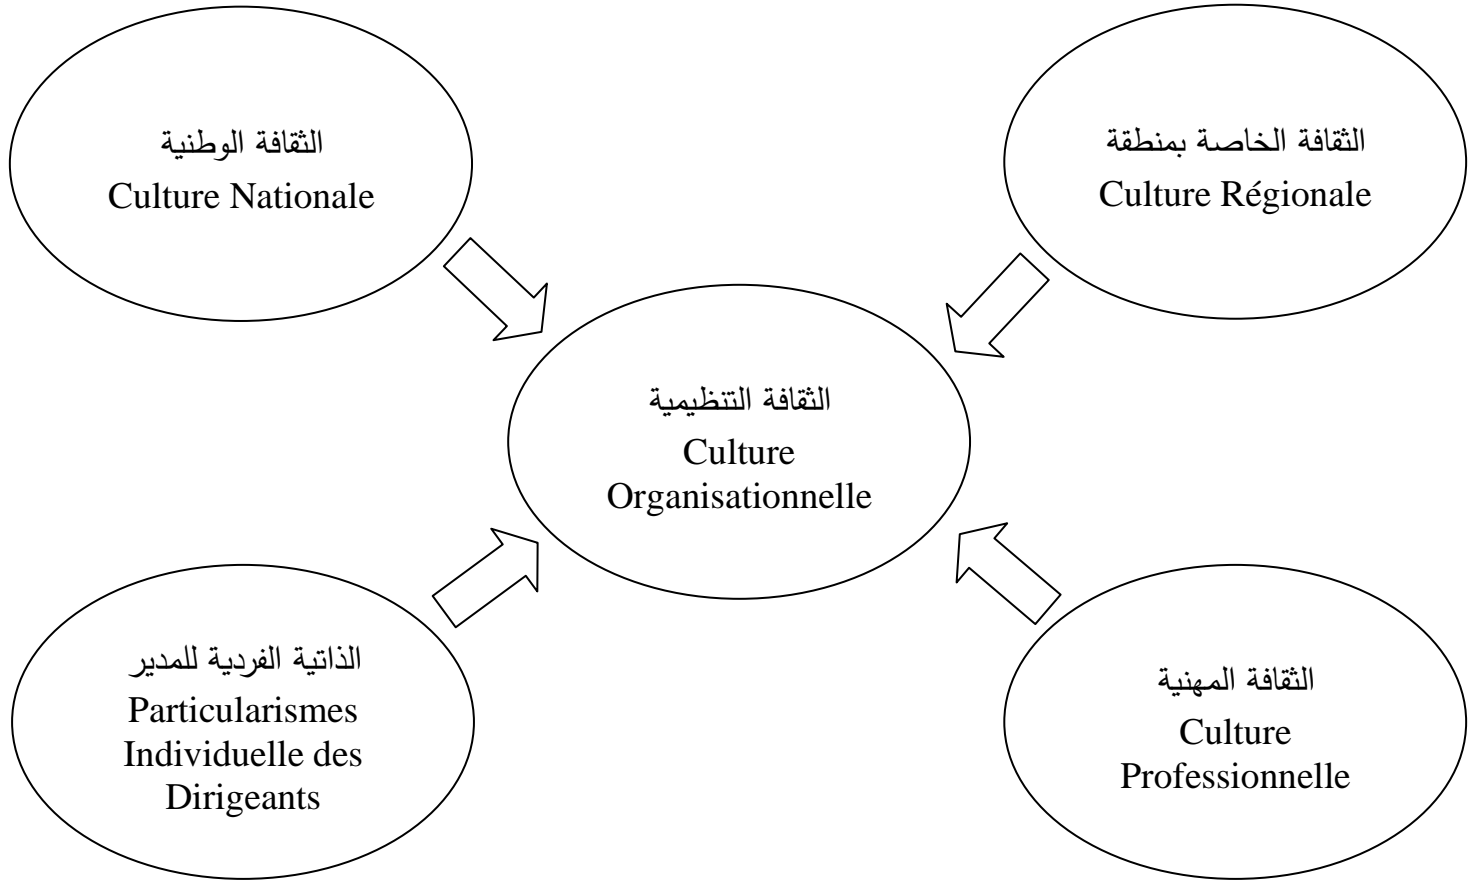 الثقافة الوطنية
Culture Nationale
الثقافة الخاصة بمنطقة
Culture Régionale
الثقافة التنظيمية
Culture
Organisationnelle
الذاتية الفردية للمدير
Particularismes
Individuelle des
Dirigeants
الثقافة المهنية
Culture
Professionnelle